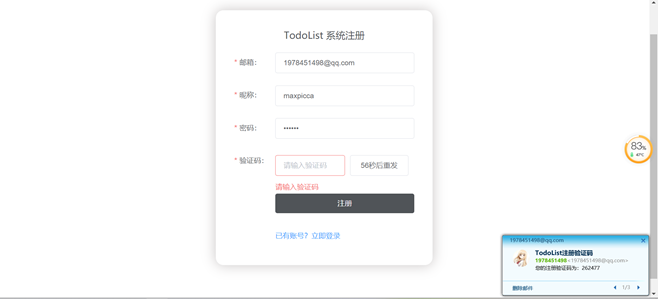 TodoList 系统注册
* 邮箱:
1978451498@qq.com
* 昵称:
maxpicca
* 密码:
••••••
* 验证码:
请输入验证码
56秒后重发
请输入验证码
注册
已有账号？立即登录
83%
47°C
1978451498@qq.com
TodoList注册验证码
1978451498<1978451498@qq.com>
您的注册验证码为：262477
删除邮件
1/3